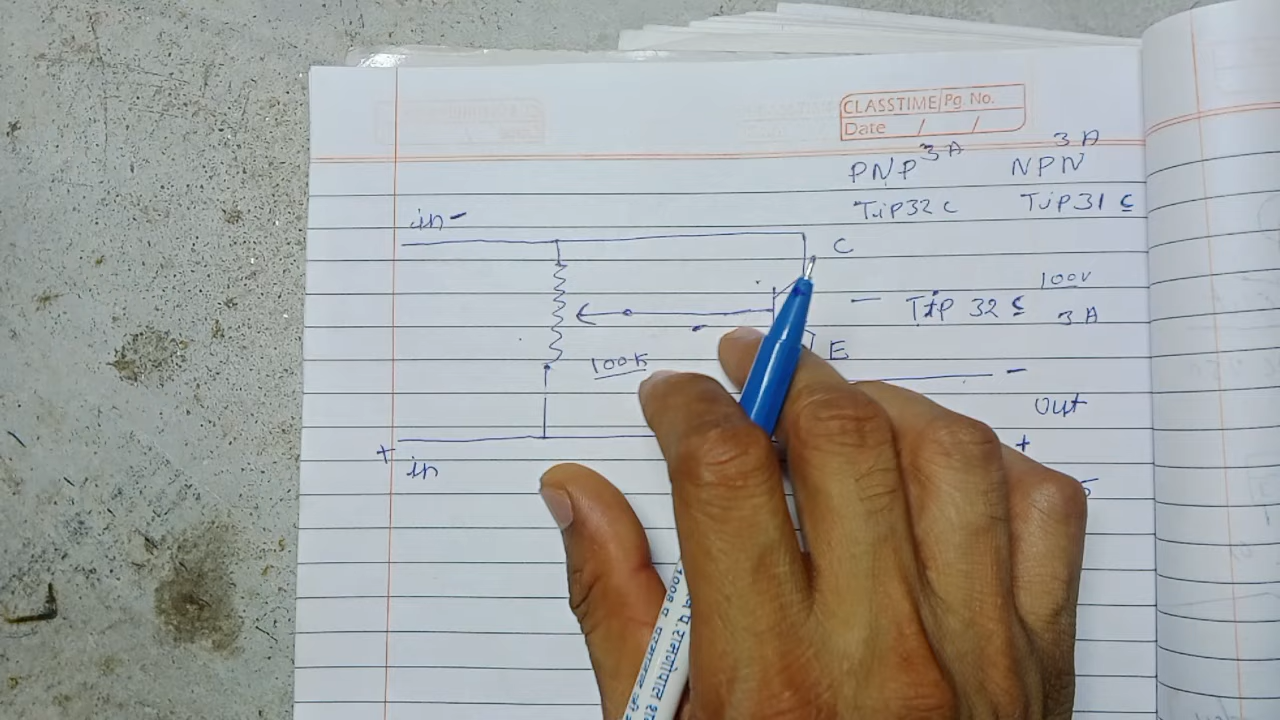 CLASSTIME Pg. No.
Date / /
3A 3A
PNP NPN
TiP32C TiP31C
in -
C
100V
- TIP 32 C 3A
100K E
-
Out
+ +
in